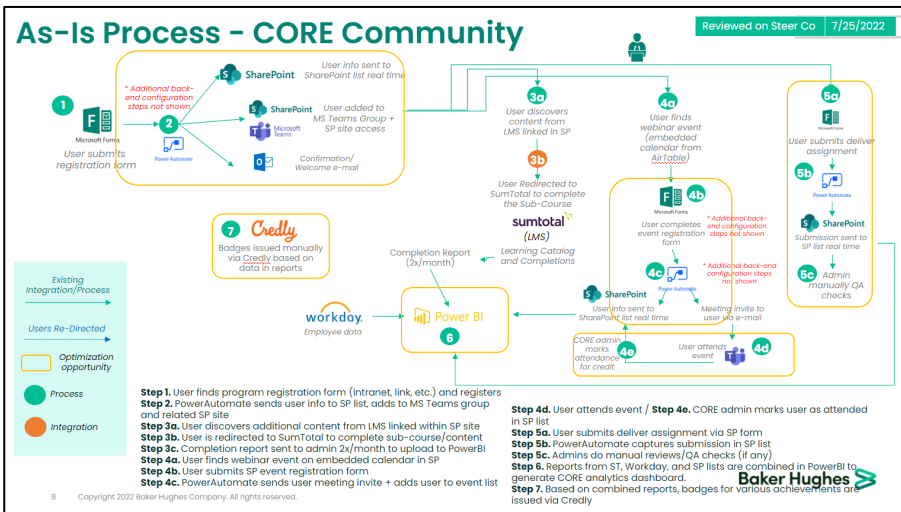 As-Is Process - CORE Community
Reviewed on Steer Co
7/25/2022
1
Microsoft Forms
User submits
registration form
* Additional back-
end configuration
steps not shown
2
Power Automate
SharePoint
User info sent to
SharePoint list real time
SharePoint
Microsoft
Teams
User added to
MS Teams Group +
SP site access
Confirmation/
Welcome e-mail
3a
User discovers
content from
LMS linked in SP
3b
User Redirected to
SumTotal to complete
the Sub-Course
sumtotal
(LMS)
Learning Catalog
and Completions
4a
User finds
webinar event
(embedded
calendar from
AirTable)
4b
Microsoft Forms
User completes
event registration
form
* Additional back-
end configuration
steps not shown
4c
Power Automate
* Additional back-end
configuration steps
not shown
SharePoint
User info sent to
SharePoint list real time
Meeting invite to
user via e-mail
CORE admin
marks
attendance
for credit
4e
User attends
event
4d
5a
Microsoft Forms
User submits deliver
assignment
5b
Power Automate
SharePoint
Submission sent to
SP list real time
5c
Admin
manually QA
checks
7
Credly
Badges issued manually
via Credly based on
data in reports
Completion Report
(2x/month)
workday.
Employee data
Power BI
6
Existing
Integration/Process
Users Re-Directed
Optimization
opportunity
Process
Integration
Step 1. User finds program registration form (intranet, link, etc.) and registers
Step 2. PowerAutomate sends user info to SP list, adds to MS Teams group
and related SP site
Step 3a. User discovers additional content from LMS linked within SP site
Step 3b. User is redirected to SumTotal to complete sub-course/content
Step 3c. Completion report sent to admin 2x/month to upload to PowerBI
Step 4a. User finds webinar event on embedded calendar in SP
Step 4b. User submits SP event registration form
Step 4c. PowerAutomate sends user meeting invite + adds user to event list
Step 4d. User attends event / Step 4e. CORE admin marks user as attended
in SP list
Step 5a. User submits deliver assignment via SP form
Step 5b. PowerAutomate captures submission in SP list
Step 5c. Admins do manual reviews/QA checks (if any)
Step 6. Reports from ST, Workday, and SP lists are combined in PowerBI to
generate CORE analytics dashboard.
Step 7. Based on combined reports, badges for various achievements are
issued via Credly
Baker Hughes
8
Copyright 2022 Baker Hughes Company. All rights reserved.